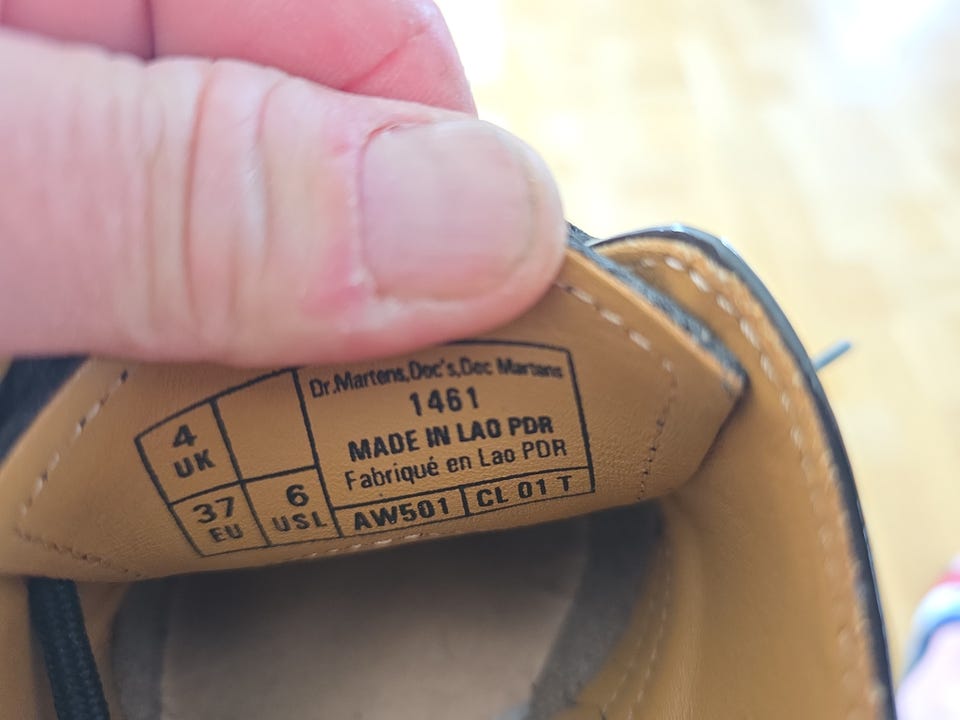 Dr.Martens,Doc's,Doc Martens
1461
MADE IN LAO PDR
Fabriqué en Lao PDR
AW501 CL 01 T
4
UK
37
EU
6
USL